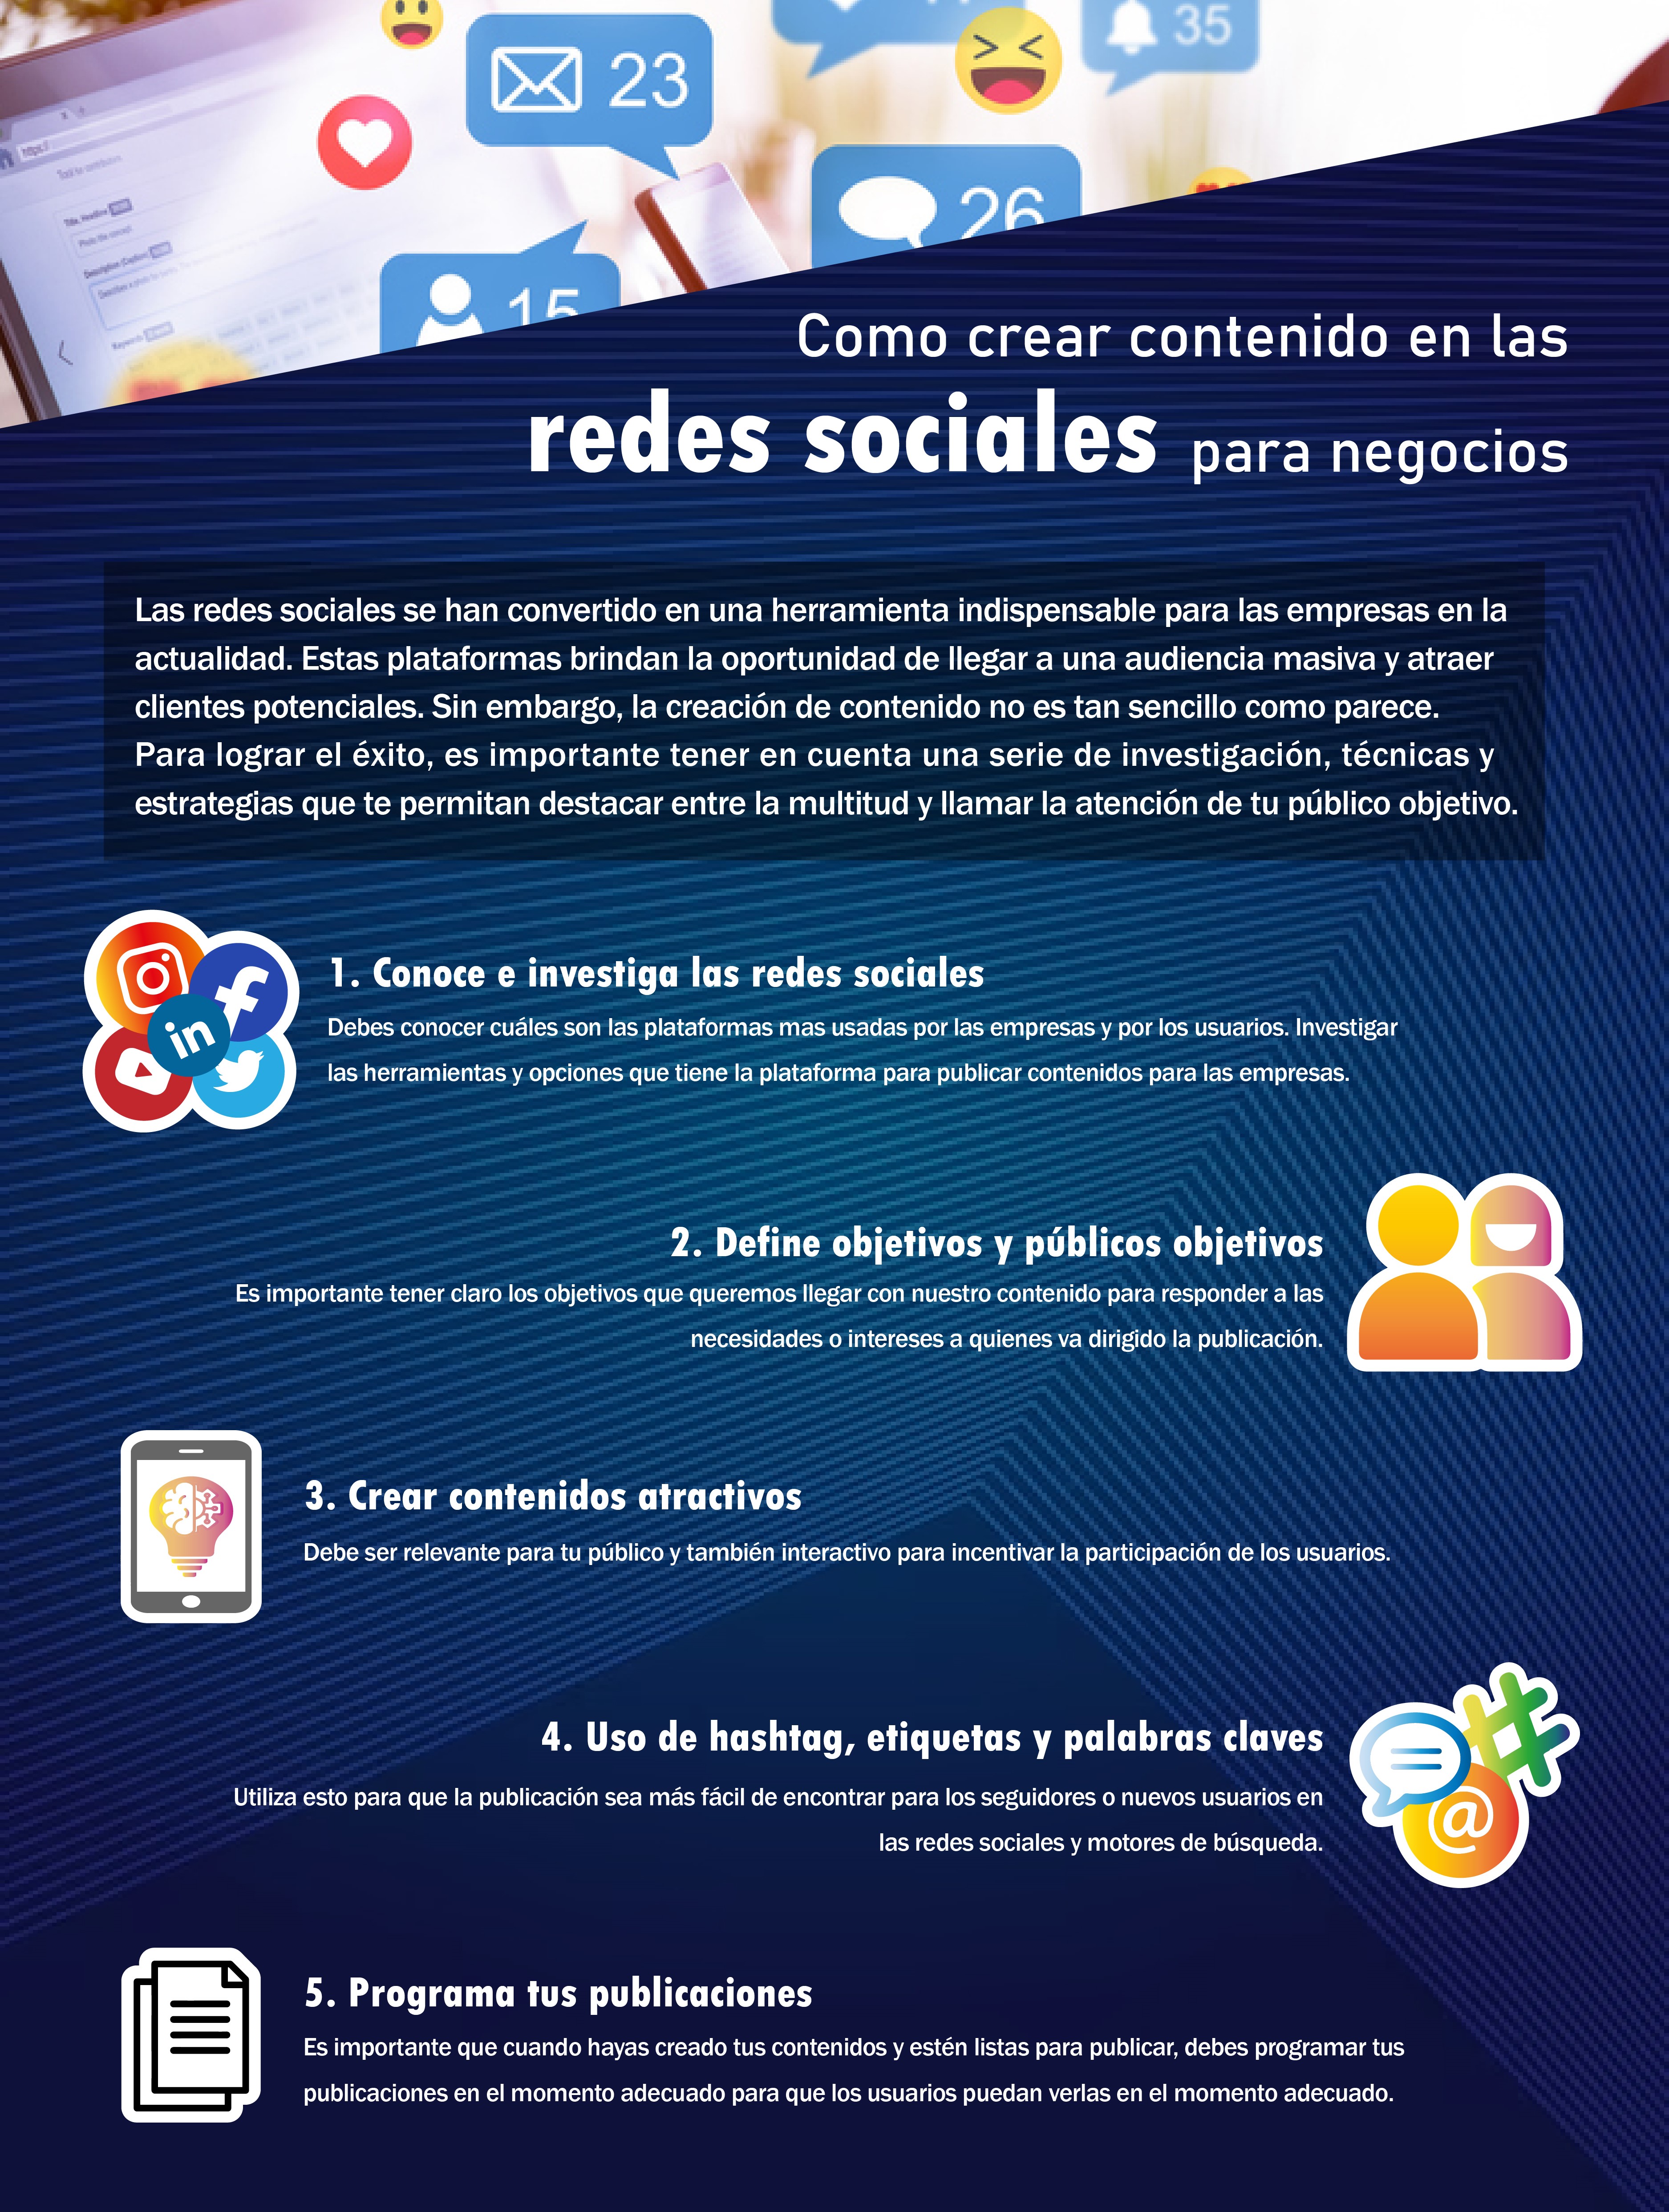 23
35
26
15
https://
Como crear contenido en las
redes sociales para negocios
Las redes sociales se han convertido en una herramienta indispensable para las empresas en la
actualidad. Estas plataformas brindan la oportunidad de llegar a una audiencia masiva y atraer
clientes potenciales. Sin embargo, la creación de contenido no es tan sencillo como parece.
Para lograr el éxito, es importante tener en cuenta una serie de investigación, técnicas y
estrategias que te permitan destacar entre la multitud y llamar la atención de tu público objetivo.
in
1. Conoce e investiga las redes sociales
Debes conocer cuáles son las plataformas mas usadas por las empresas y por los usuarios. Investigar
las herramientas y opciones que tiene la plataforma para publicar contenidos para las empresas.
2. Define objetivos y públicos objetivos
Es importante tener claro los objetivos que queremos llegar con nuestro contenido para responder a las
necesidades o intereses a quienes va dirigido la publicación.
3. Crear contenidos atractivos
Debe ser relevante para tu público y también interactivo para incentivar la participación de los usuarios.
4. Uso de hashtag, etiquetas y palabras claves
Utiliza esto para que la publicación sea más fácil de encontrar para los seguidores o nuevos usuarios en
las redes sociales y motores de búsqueda.
#
@
5. Programa tus publicaciones
Es importante que cuando hayas creado tus contenidos y estén listas para publicar, debes programar tus
publicaciones en el momento adecuado para que los usuarios puedan verlas en el momento adecuado.